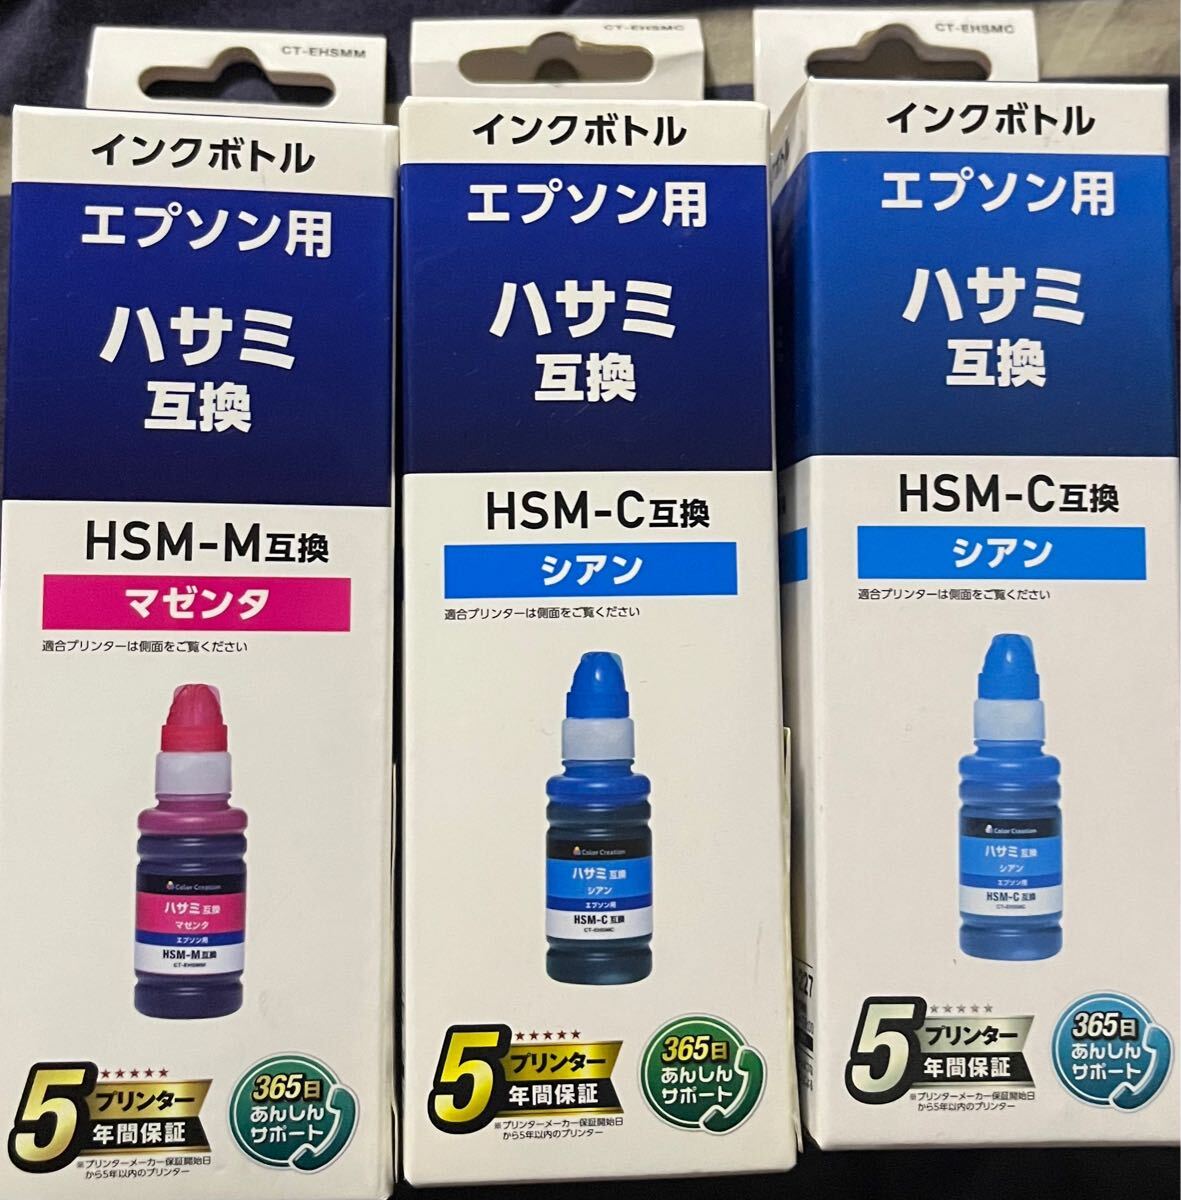 CT-EHSMM
インクボトル
エプソン用
ハサミ
互換
HSM-M互換
マゼンタ
適合プリンターは側面をご覧ください
Color Creation
ハサミ互換
マゼンタ
エプソン用
HSM-M互換
5
プリンター
年間保証
※プリンターメーカー保証開始日
から5年以内のプリンター
365日
あんしん
サポート
CT-EHSMC
インクボトル
エプソン用
ハサミ
互換
HSM-C互換
シアン
適合プリンターは側面をご覧ください
Color Creation
ハサミ互換
シアン
エプソン用
HSM-C互換
CT-EHSMC
5
プリンター
年間保証
※プリンターメーカー保証開始日
から5年以内のプリンター
365日
あんしん
サポート
CT-EHSMC
インクボトル
エプソン用
ハサミ
互換
HSM-C互換
シアン
適合プリンターは側面をご覧ください
Color Creation
ハサミ互換
シアン
エプソン用
HSM-C互換
CT-EHSMC
5
プリンター
年間保証
※プリンターメーカー保証開始日
から5年以内のプリンター
365日
あんしん
サポート